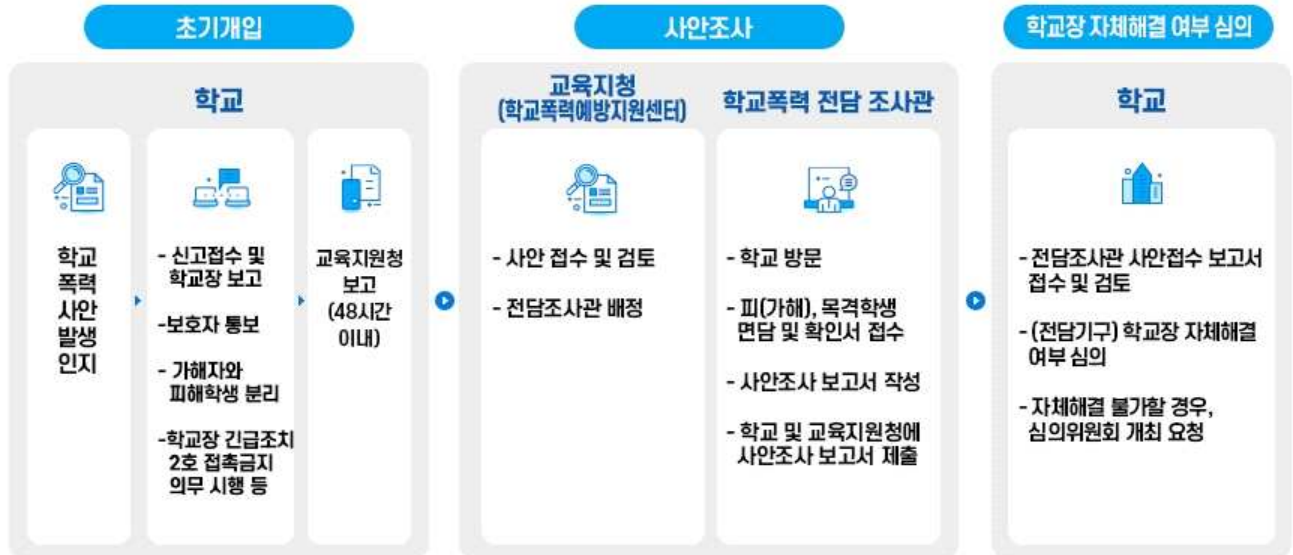 초기개입
학교
학교
폭력
사안
발생
인지
- 신고접수 및
학교장 보고
-보호자 통보
- 가해자와
피해학생 분리
-학교장 긴급조치
2호 접촉금지
의무 시행 등
교육지원청
보고
(48시간
이내)
사안조사
교육지청
(학교폭력예방지원센터)
- 사안 접수 및 검토
- 전담조사관 배정
학교폭력 전담 조사관
- 학교 방문
- 피(가해), 목격학생
면담 및 확인서 접수
- 사안조사 보고서 작성
- 학교 및 교육지원청에
사안조사 보고서 제출
학교장 자체해결 여부 심의
학교
- 전담조사관 사안접수 보고서
접수 및 검토
- (전담기구) 학교장 자체해결
여부 심의
- 자체해결 불가할 경우,
심의위원회 개최 요청